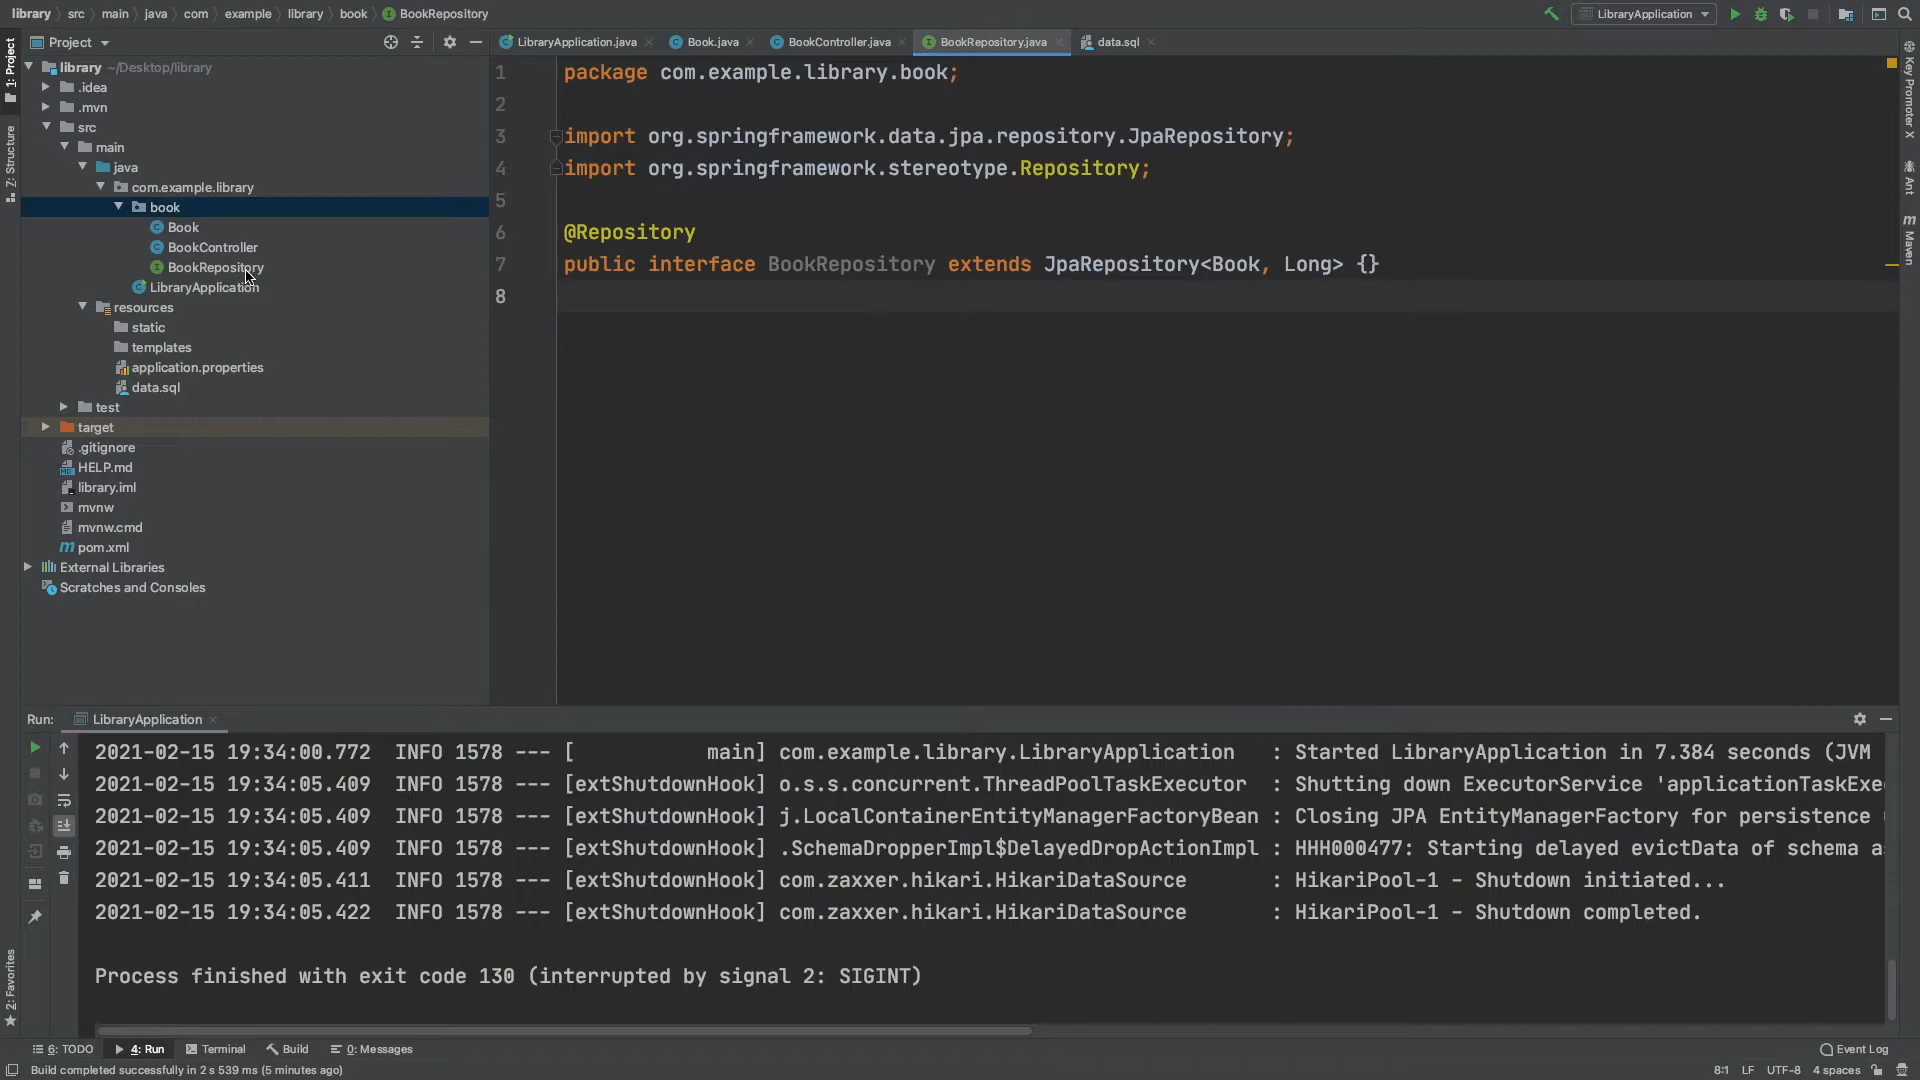 library src main java com example library book BookRepository
LibraryApplication
Project
LibraryApplication.java Book.java BookController.java BookRepository.java data.sql
1: Project
Z: Structure
2: Favorites
library ~/Desktop/library
.idea
.mvn
src
main
java
com.example.library
book
Book
BookController
BookRepository
LibraryApplication
resources
static
templates
application.properties
data.sql
test
target
.gitignore
HELP.md
library.iml
mvnw
mvnw.cmd
pom.xml
External Libraries
Scratches and Consoles
1 package com.example.library.book;
2
3 import org.springframework.data.jpa.repository.JpaRepository;
4 import org.springframework.stereotype.Repository;
5
6 @Repository
7 public interface BookRepository extends JpaRepository<Book, Long> {}
8
Key Promoter X
Ant
Maven
Run: LibraryApplication
2021-02-15 19:34:00.772  INFO 1578 --- [           main] com.example.library.LibraryApplication   : Started LibraryApplication in 7.384 seconds (JVM
2021-02-15 19:34:05.409  INFO 1578 --- [extShutdownHook] o.s.s.concurrent.ThreadPoolTaskExecutor  : Shutting down ExecutorService 'applicationTaskExe
2021-02-15 19:34:05.409  INFO 1578 --- [extShutdownHook] j.LocalContainerEntityManagerFactoryBean : Closing JPA EntityManagerFactory for persistence
2021-02-15 19:34:05.409  INFO 1578 --- [extShutdownHook] .SchemaDropperImpl$DelayedDropActionImpl : HHH000477: Starting delayed evictData of schema a
2021-02-15 19:34:05.411  INFO 1578 --- [extShutdownHook] com.zaxxer.hikari.HikariDataSource       : HikariPool-1 - Shutdown initiated...
2021-02-15 19:34:05.422  INFO 1578 --- [extShutdownHook] com.zaxxer.hikari.HikariDataSource       : HikariPool-1 - Shutdown completed.
Process finished with exit code 130 (interrupted by signal 2: SIGINT)
6: TODO 4: Run Terminal Build 0: Messages Event Log
Build completed successfully in 2 s 539 ms (5 minutes ago) 8:1 LF UTF-8 4 spaces